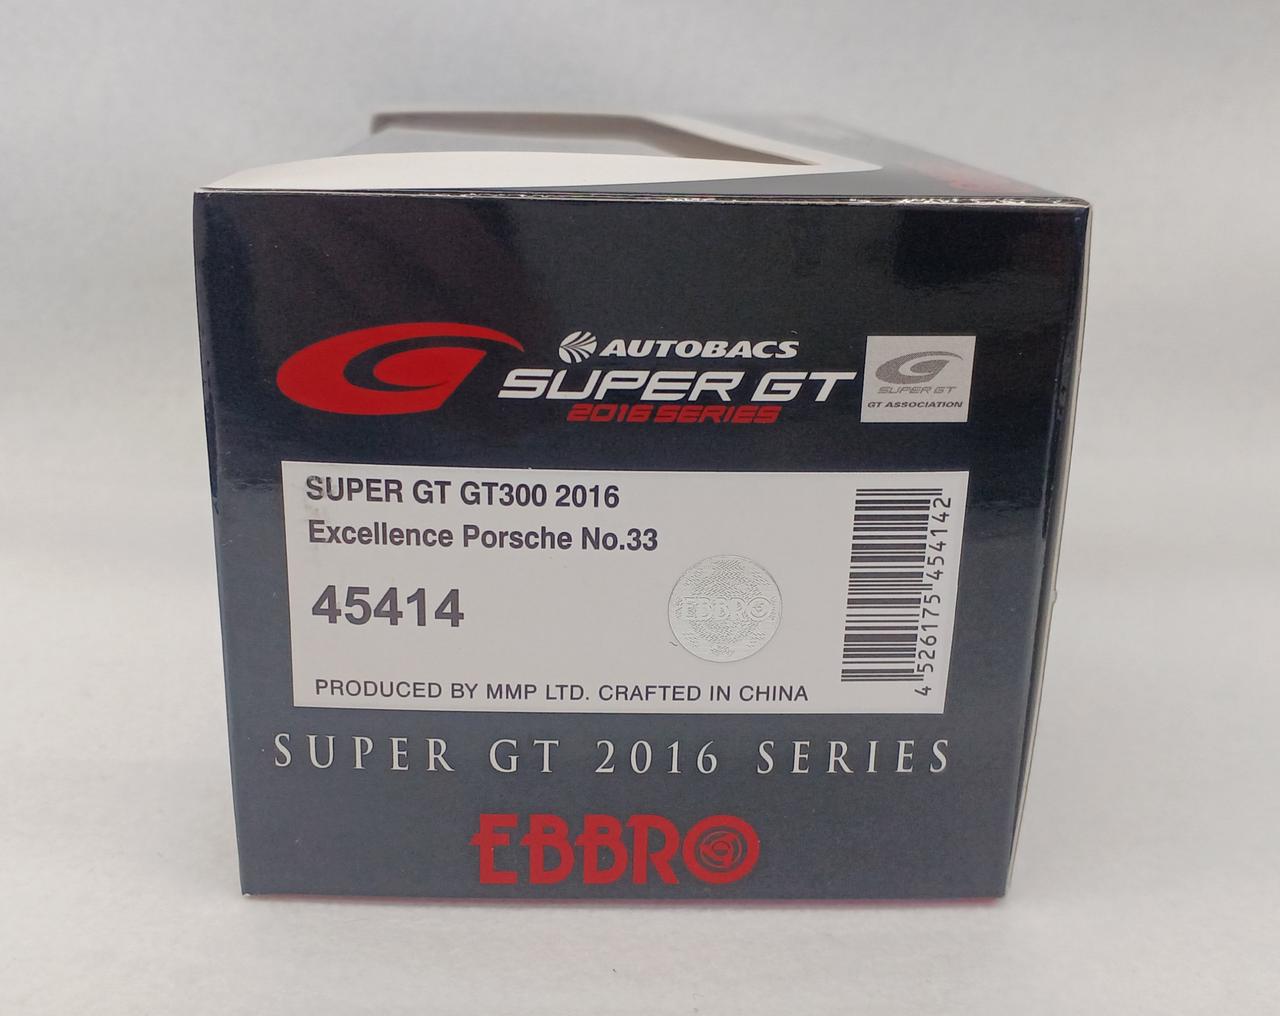 AUTOBACS
SUPER GT
2016 SERIES
SUPER GT
GT ASSOCIATION
SUPER GT GT300 2016
Excellence Porsche No.33
45414
EBBRO
PRODUCED BY MMP LTD. CRAFTED IN CHINA
4 526175 454142
SUPER GT 2016 SERIES
EBBRO